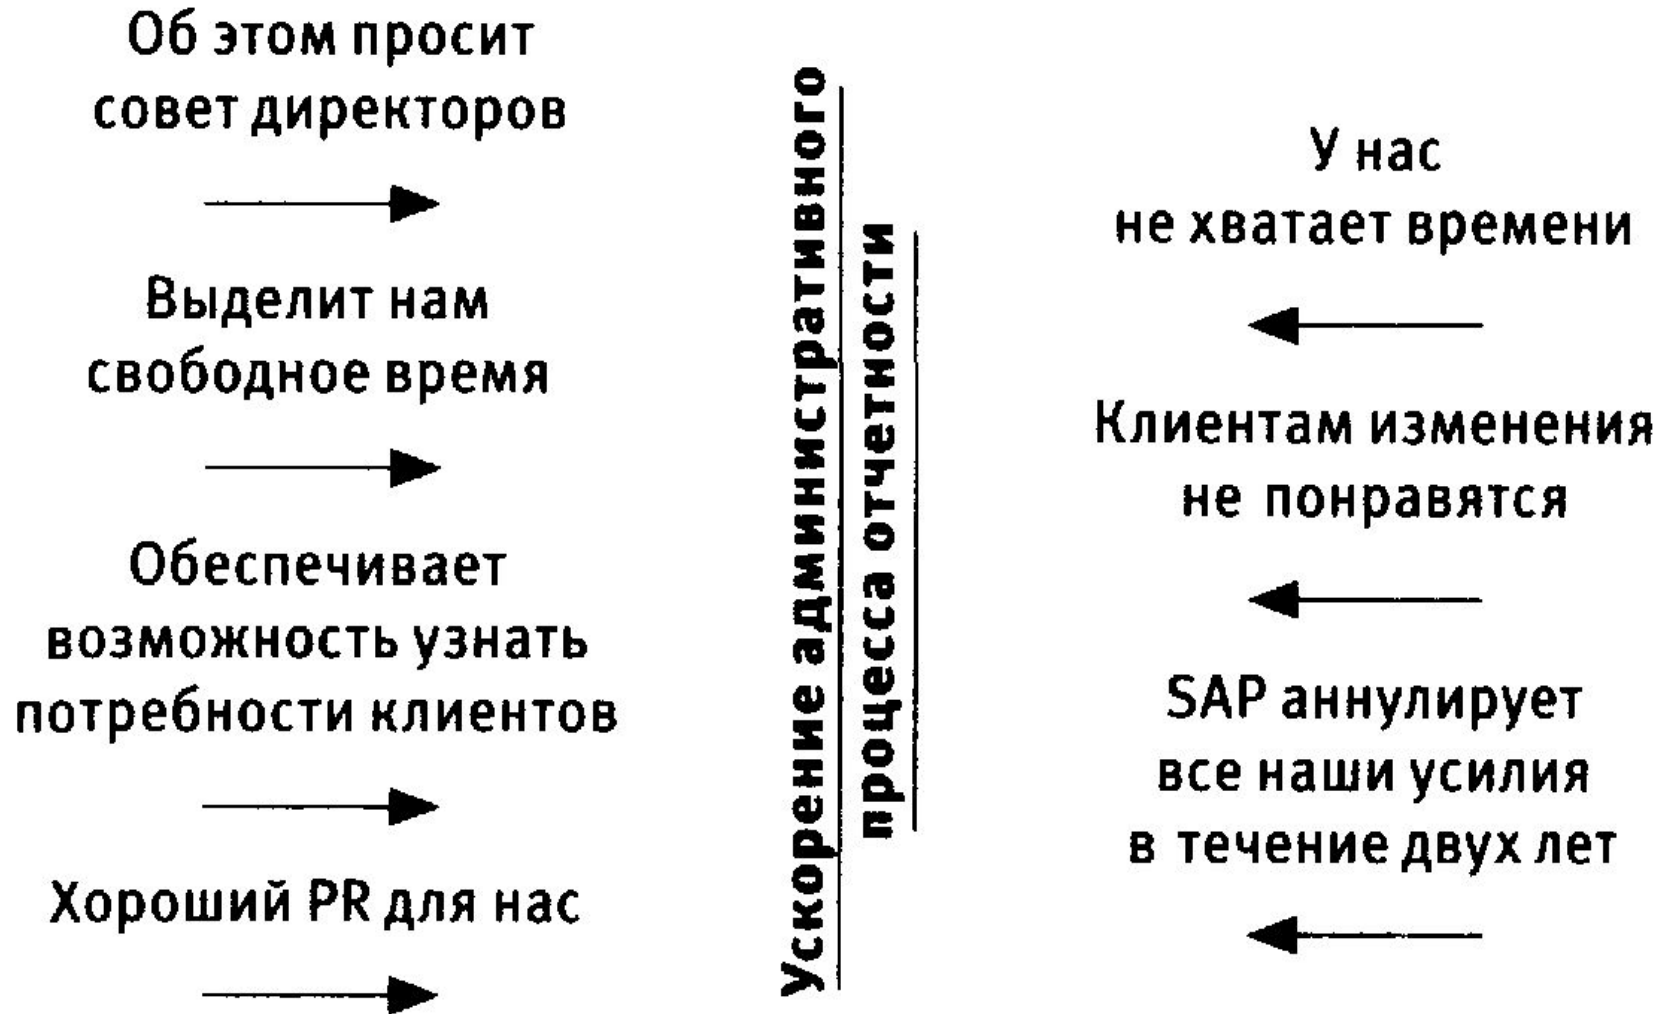 Об этом просит
совет директоров
Выделит нам
свободное время
Обеспечивает
возможность узнать
потребности клиентов
Хороший PR для нас
Ускорение административного
процесса отчетности
У нас
не хватает времени
Клиентам изменения
не понравятся
SAP аннулирует
все наши усилия
в течение двух лет